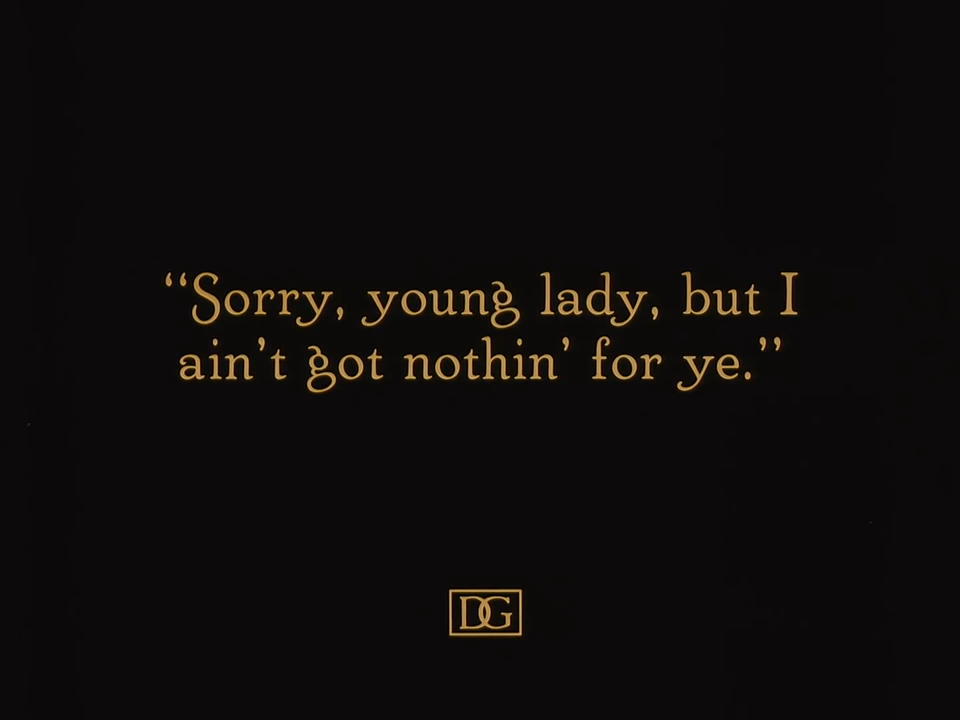 “Sorry, young lady, but I
ain’t got nothin’ for ye.”
DG